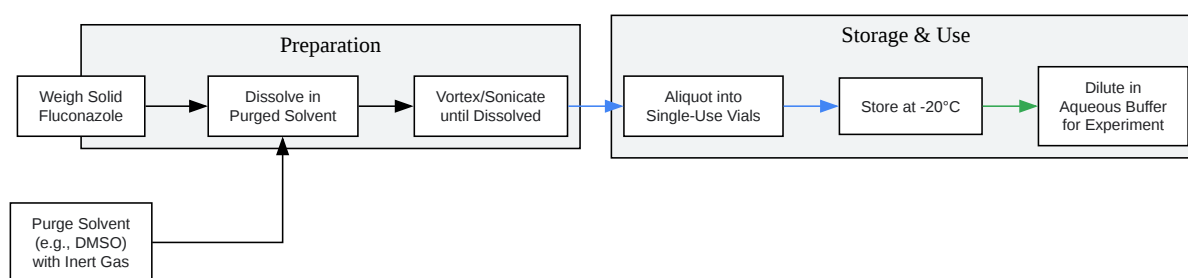 Preparation
Storage & Use
Weigh Solid
Fluconazole
Dissolve in
Purged Solvent
Vortex/Sonicate
until Dissolved
Aliquot into
Single-Use Vials
Store at -20°C
Dilute in
Aqueous Buffer
for Experiment
Purge Solvent
(e.g., DMSO)
with Inert Gas